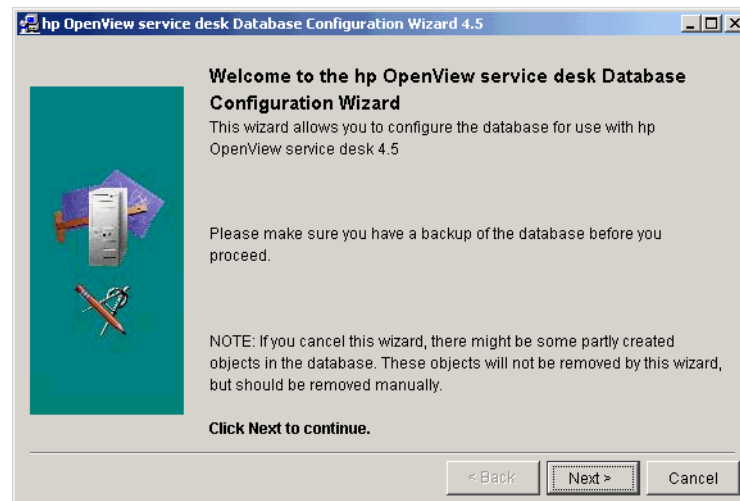 hp OpenView service desk Database Configuration Wizard 4.5
Welcome to the hp OpenView service desk Database
Configuration Wizard
This wizard allows you to configure the database for use with hp
OpenView service desk 4.5
Please make sure you have a backup of the database before you
proceed.
NOTE: If you cancel this wizard, there might be some partly created
objects in the database. These objects will not be removed by this wizard,
but should be removed manually.
Click Next to continue.
< Back
Next >
Cancel